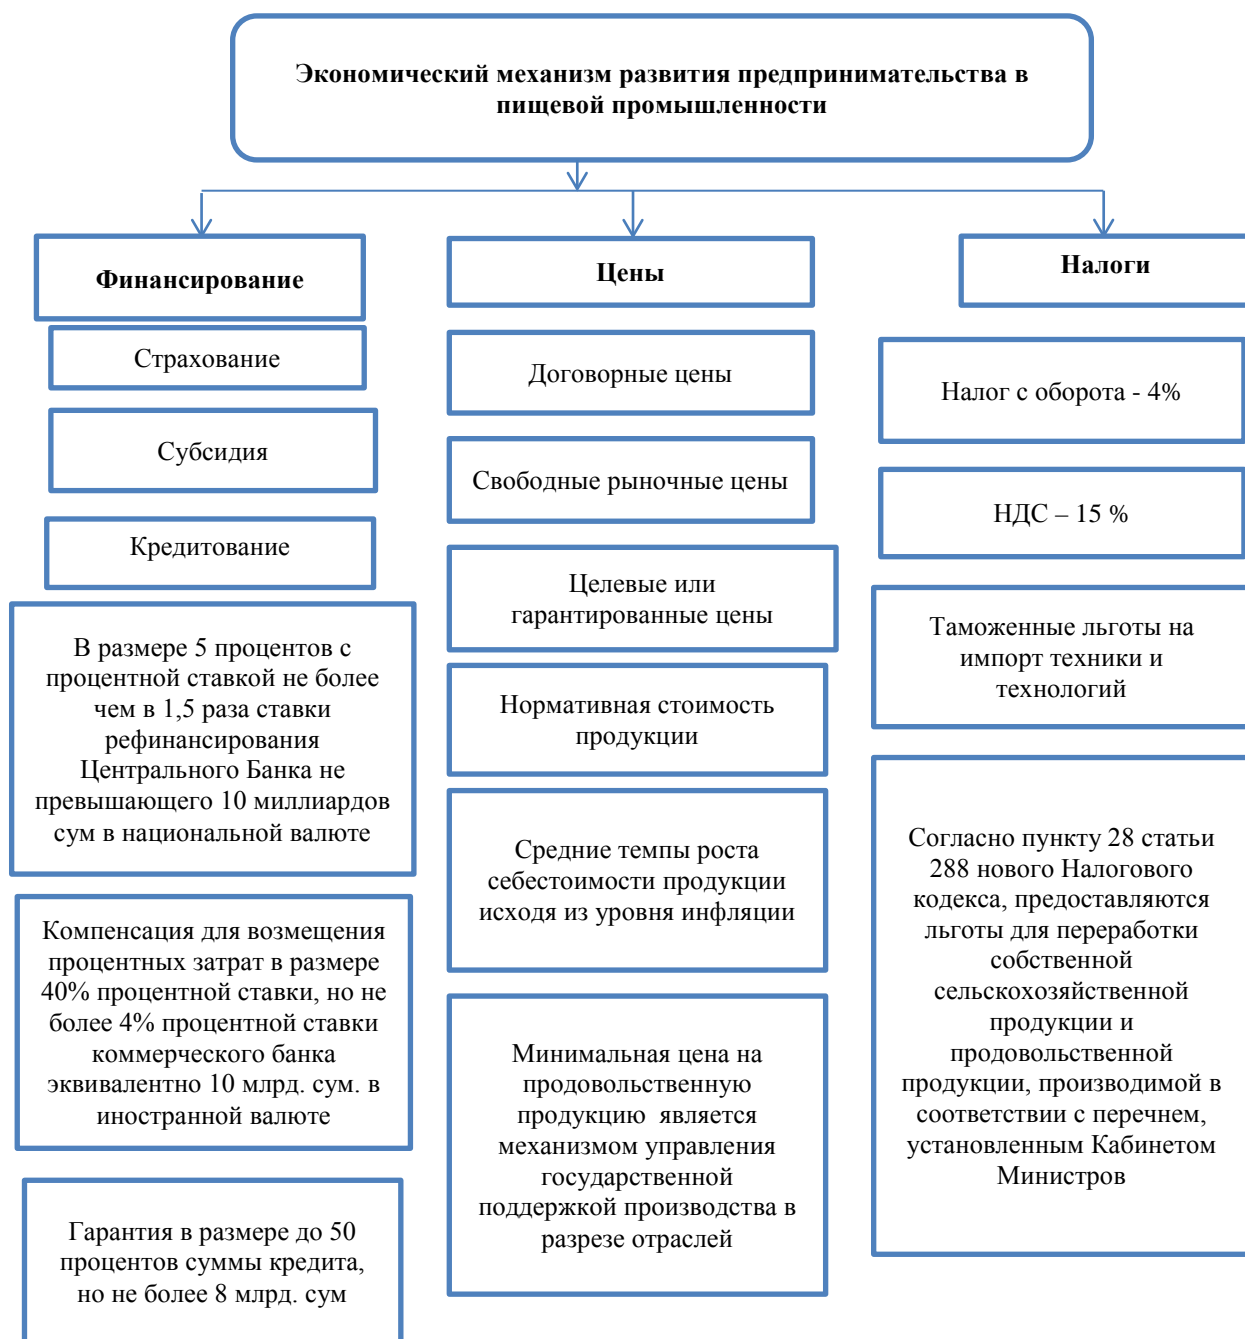 Экономический механизм развития предпринимательства в
пищевой промышленности
Финансирование
Страхование
Субсидия
Кредитование
В размере 5 процентов с
процентной ставкой не более
чем в 1,5 раза ставки
рефинансирования
Центрального Банка не
превышающего 10 миллиардов
сум в национальной валюте
Компенсация для возмещения
процентных затрат в размере
40% процентной ставки, но не
более 4% процентной ставки
коммерческого банка
эквивалентно 10 млрд. сум. в
иностранной валюте
Гарантия в размере до 50
процентов суммы кредита,
но не более 8 млрд. сум
Цены
Договорные цены
Свободные рыночные цены
Целевые или
гарантированные цены
Нормативная стоимость
продукции
Средние темпы роста
себестоимости продукции
исходя из уровня инфляции
Минимальная цена на
продовольственную
продукцию является
механизмом управления
государственной
поддержкой производства в
разрезе отраслей
Налоги
Налог с оборота - 4%
НДС – 15 %
Таможенные льготы на
импорт техники и
технологий
Согласно пункту 28 статьи
288 нового Налогового
кодекса, предоставляются
льготы для переработки
собственной
сельскохозяйственной
продукции и
продовольственной
продукции, производимой в
соответствии с перечнем,
установленным Кабинетом
Министров